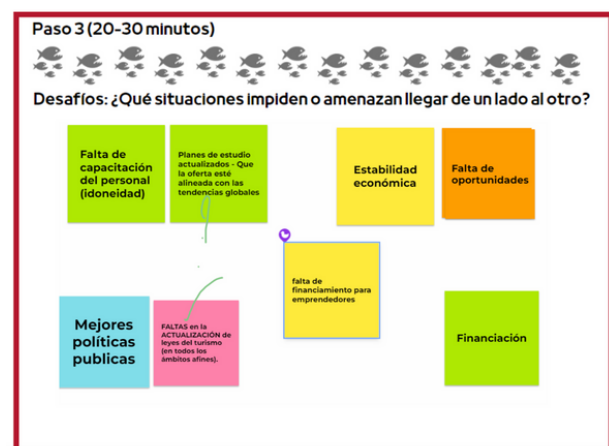 Paso 3 (20-30 minutos)
Desafíos: ¿Qué situaciones impiden o amenazan llegar de un lado al otro?
Falta de
capacitación
del personal
(idoneidad)
Planes de estudio
actualizados - Que
la oferta esté
alineada con las
tendencias globales
Estabilidad
económica
Falta de
oportunidades
falta de
financiamiento para
emprendedores
Mejores
políticas
publicas
FALTAS en la
ACTUALIZACIÓN de
leyes del turismo
(en todos los
ámbitos afines).
Financiación